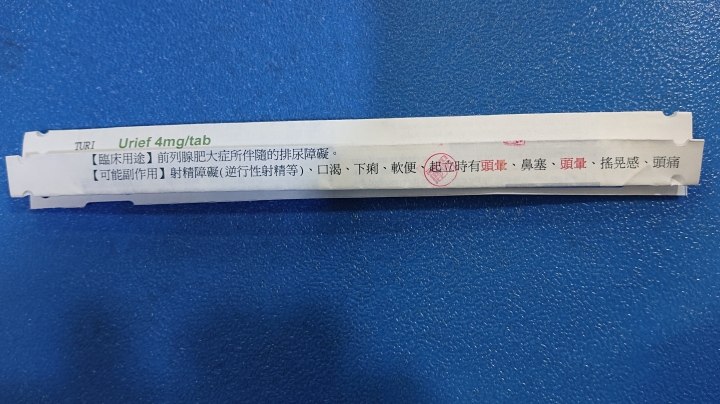 TURI Urief 4mg/tab
【臨床用途】前列腺肥大症所伴隨的排尿障礙。
【可能副作用】射精障礙(逆行性射精等)、口渴、下痢、軟便、起立時有頭暈、鼻塞、頭暈、搖晃感、頭痛